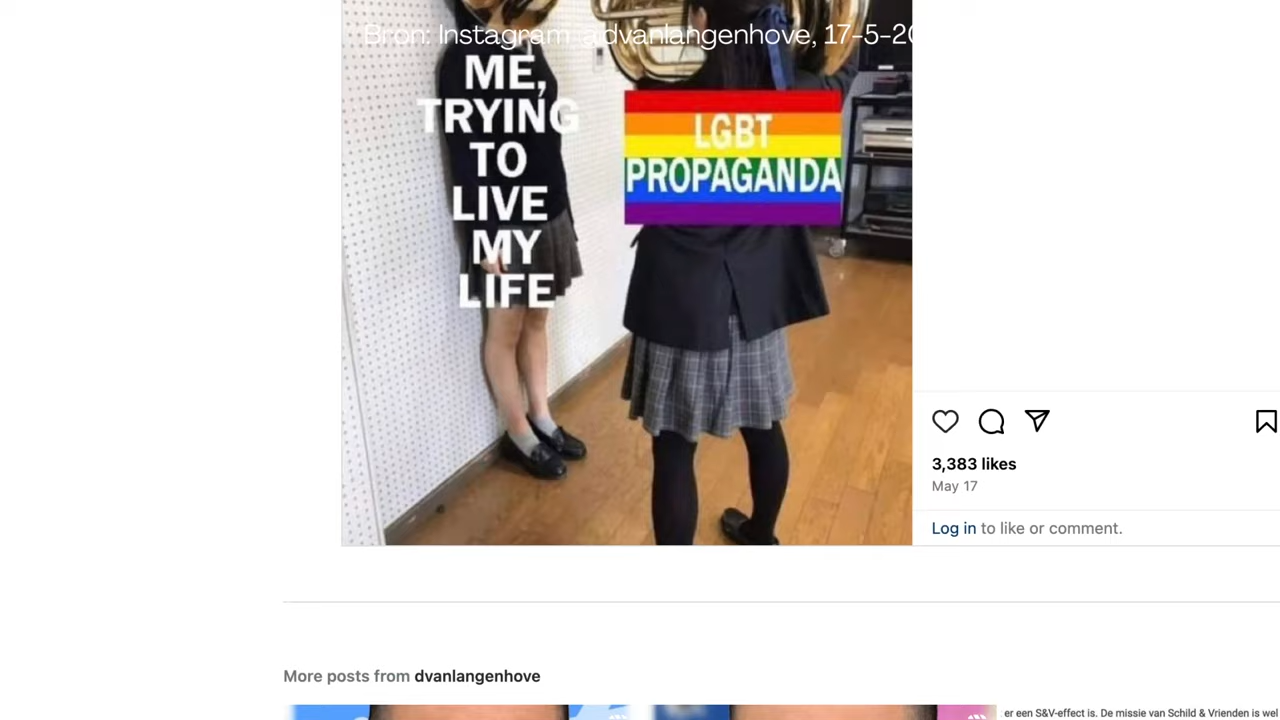 Bron: Instagram @dvanlangenhove, 17-5-20
ME,
TRYING
TO
LIVE
MY
LIFE
LGBT
PROPAGANDA
3,383 likes
May 17
Log in to like or comment.
More posts from dvanlangenhove
er een S&V-effect is. De missie van Schild & Vrienden is wel